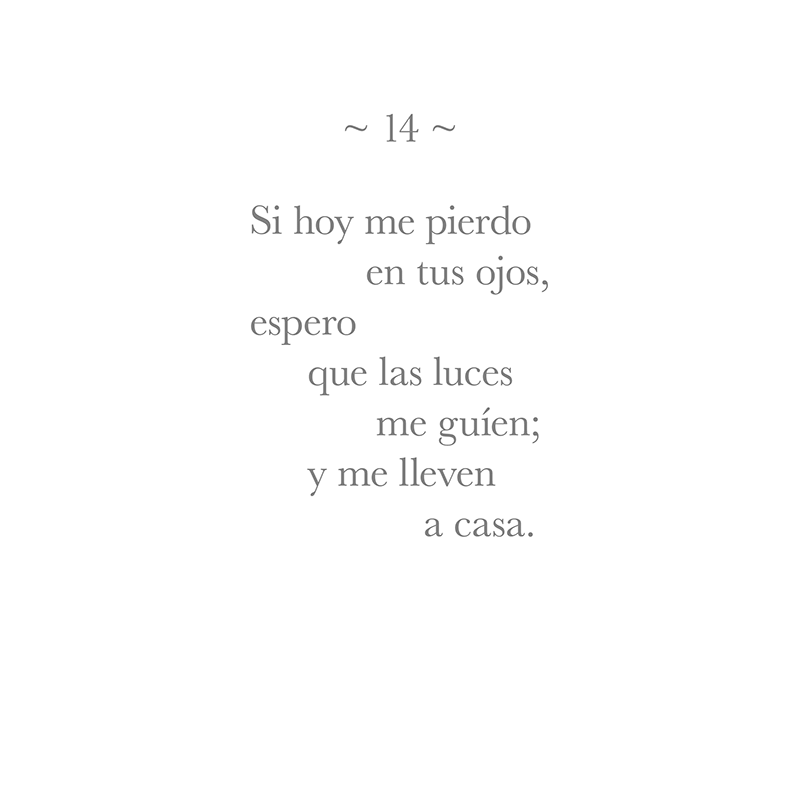 ~ 14 ~
Si hoy me pierdo
en tus ojos,
espero
que las luces
me guíen;
y me lleven
a casa.